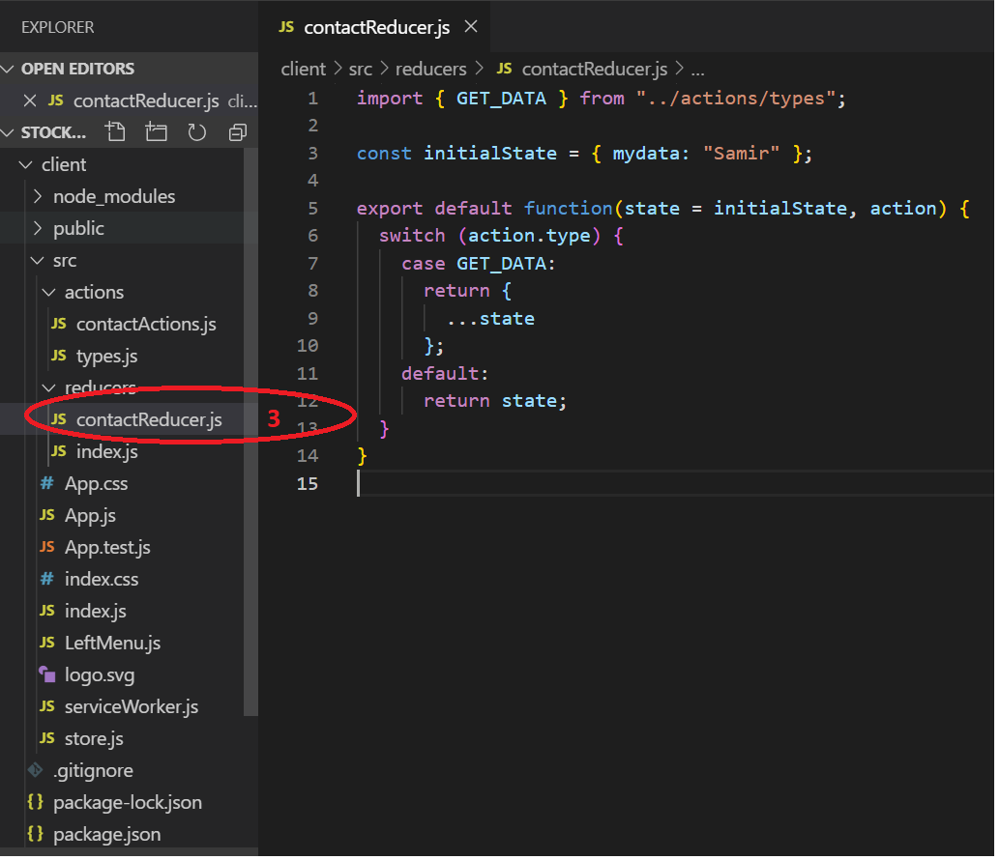 EXPLORER
OPEN EDITORS
JS contactReducer.js cli...
STOCK...
client
node_modules
public
src
actions
JS contactActions.js
JS types.js
reducers
JS contactReducer.js 3
JS index.js
# App.css
JS App.js
JS App.test.js
# index.css
JS index.js
JS LeftMenu.js
logo.svg
JS serviceWorker.js
JS store.js
.gitignore
{} package-lock.json
{} package.json
JS contactReducer.js
client > src > reducers > JS contactReducer.js > ...
1 import { GET_DATA } from "../actions/types";
2
3 const initialState = { mydata: "Samir" };
4
5 export default function(state = initialState, action) {
6 switch (action.type) {
7 case GET_DATA:
8 return {
9 ...state
10 };
11 default:
12 return state;
13 }
14 }
15